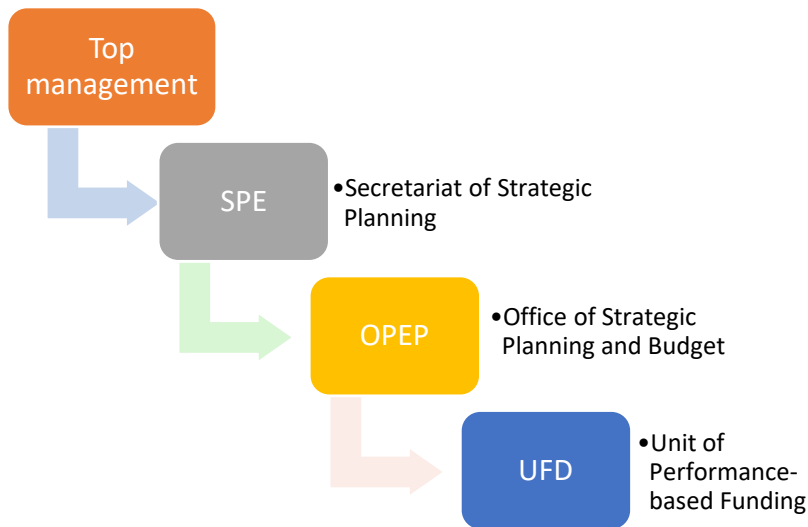 Top
management
SPE
•Secretariat of Strategic
Planning
OPEP
•Office of Strategic
Planning and Budget
UFD
•Unit of
Performance-
based Funding